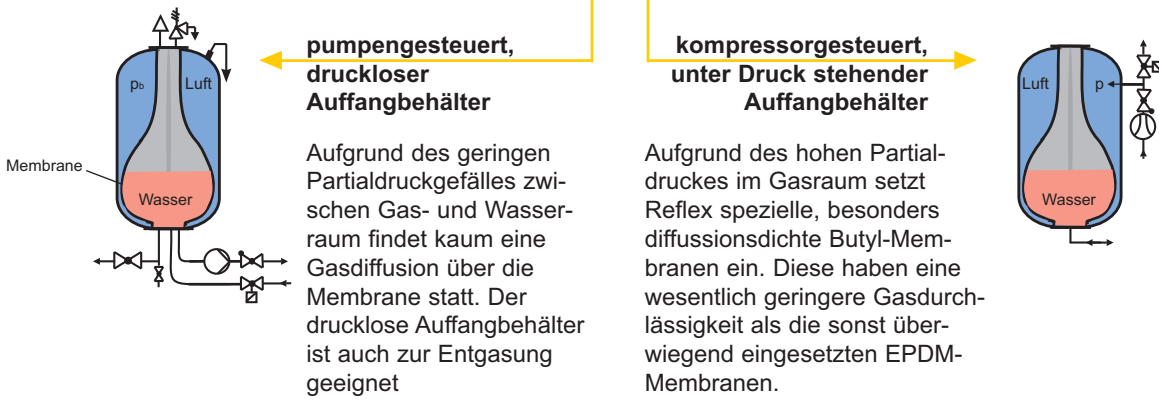 pb
Luft
Membrane
Wasser
pumpengesteuert,
druckloser
Auffangbehälter
Aufgrund des geringen
Partialdruckgefälles zwi-
schen Gas- und Wasser-
raum findet kaum eine
Gasdiffusion über die
Membrane statt. Der
drucklose Auffangbehälter
ist auch zur Entgasung
geeignet
kompressorgesteuert,
unter Druck stehender
Auffangbehälter
Aufgrund des hohen Partial-
druckes im Gasraum setzt
Reflex spezielle, besonders
diffussionsdichte Butyl-Mem-
branen ein. Diese haben eine
wesentlich geringere Gasdurch-
lässigkeit als die sonst über-
wiegend eingesetzten EPDM-
Membranen.
Luft
p
Wasser